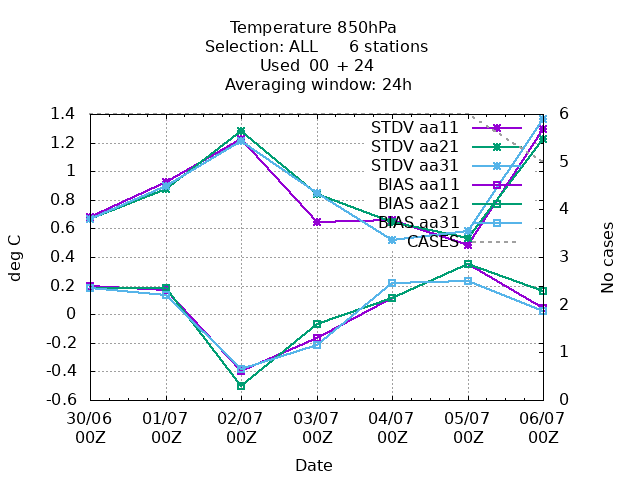 Temperature 850hPa
Selection: ALL      6 stations
Used  00 + 24
Averaging window: 24h
1.4
1.2
1
0.8
0.6
0.4
0.2
0
-0.2
-0.4
-0.6
deg C
6
5
4
3
2
1
0
No cases
STDV aa11
STDV aa21
STDV aa31
BIAS aa11
BIAS aa21
BIAS aa31
CASES
30/06 01/07 02/07 03/07 04/07 05/07 06/07
00Z 00Z 00Z 00Z 00Z 00Z 00Z
Date